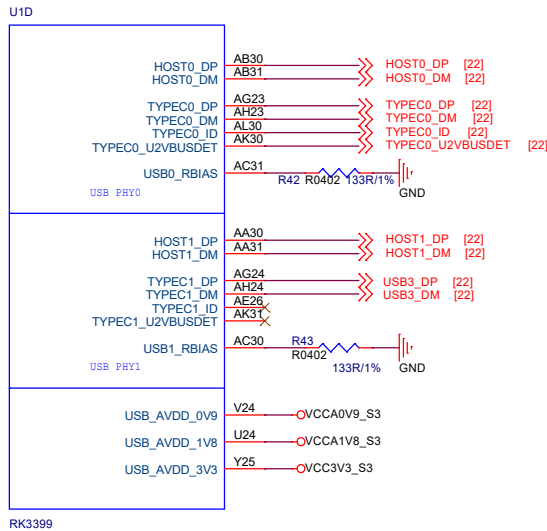 U1D
HOST0_DP AB30 HOST0_DP [22]
HOST0_DM AB31 HOST0_DM [22]
TYPEC0_DP AG23 TYPEC0_DP [22]
TYPEC0_DM AH23 TYPEC0_DM [22]
TYPEC0_ID AL30 TYPEC0_ID [22]
TYPEC0_U2VBUSDET AK30 TYPEC0_U2VBUSDET [22]
USB0_RBIAS AC31 R42 R0402 133R/1% GND
USB PHY0
HOST1_DP AA30 HOST1_DP [22]
HOST1_DM AA31 HOST1_DM [22]
TYPEC1_DP AG24 USB3_DP [22]
TYPEC1_DM AH24 USB3_DM [22]
TYPEC1_ID AE26
TYPEC1_U2VBUSDET AK31
USB1_RBIAS AC30 R43 R0402 133R/1% GND
USB PHY1
USB_AVDD_0V9 V24 VCCA0V9_S3
USB_AVDD_1V8 U24 VCCA1V8_S3
USB_AVDD_3V3 Y25 VCC3V3_S3
RK3399